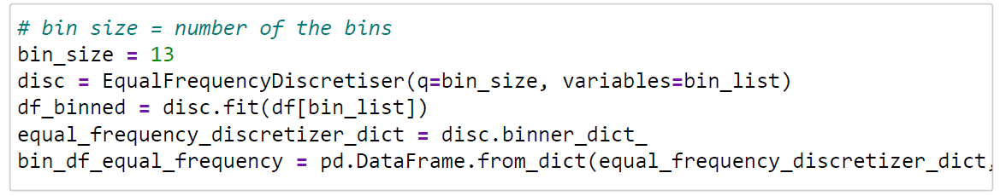 # bin size = number of the bins
bin_size = 13
disc = EqualFrequencyDiscretiser(q=bin_size, variables=bin_list)
df_binned = disc.fit(df[bin_list])
equal_frequency_discretizer_dict = disc.binner_dict_
bin_df_equal_frequency = pd.DataFrame.from_dict(equal_frequency_discretizer_dict,